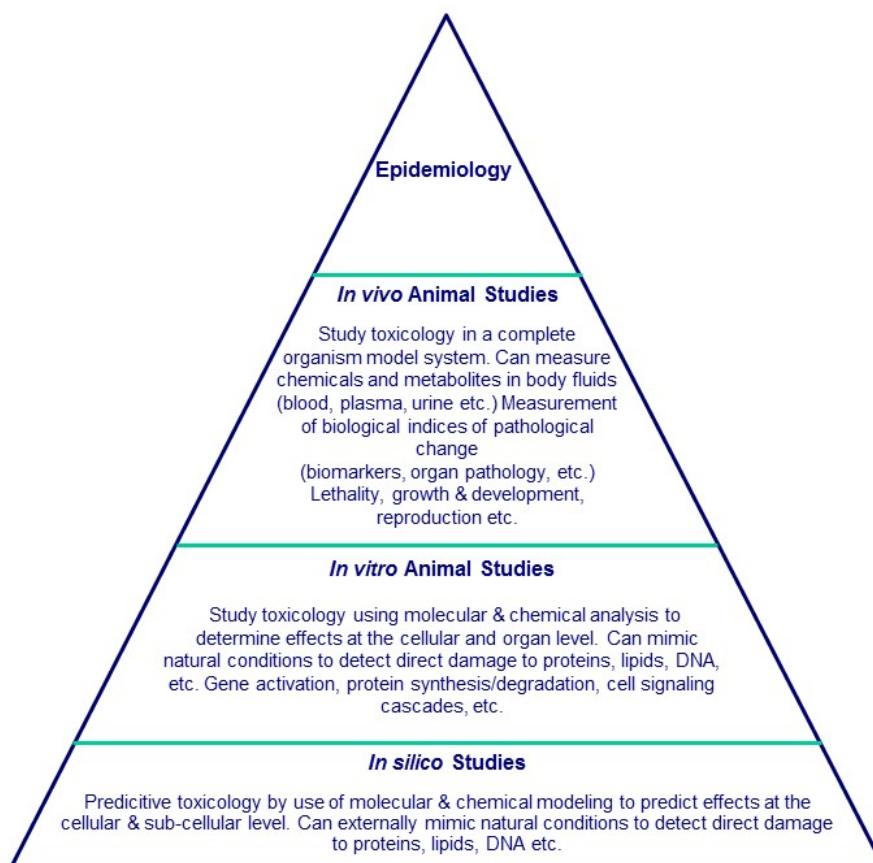 Epidemiology
In vivo Animal Studies
Study toxicology in a complete
organism model system. Can measure
chemicals and metabolites in body fluids
(blood, plasma, urine etc.) Measurement
of biological indices of pathological
change
(biomarkers, organ pathology, etc.)
Lethality, growth & development,
reproduction etc.
In vitro Animal Studies
Study toxicology using molecular & chemical analysis to
determine effects at the cellular and organ level. Can mimic
natural conditions to detect direct damage to proteins, lipids, DNA,
etc. Gene activation, protein synthesis/degradation, cell signaling
cascades, etc.
In silico Studies
Predicitive toxicology by use of molecular & chemical modeling to predict effects at the
cellular & sub-cellular level. Can externally mimic natural conditions to detect direct damage
to proteins, lipids, DNA etc.